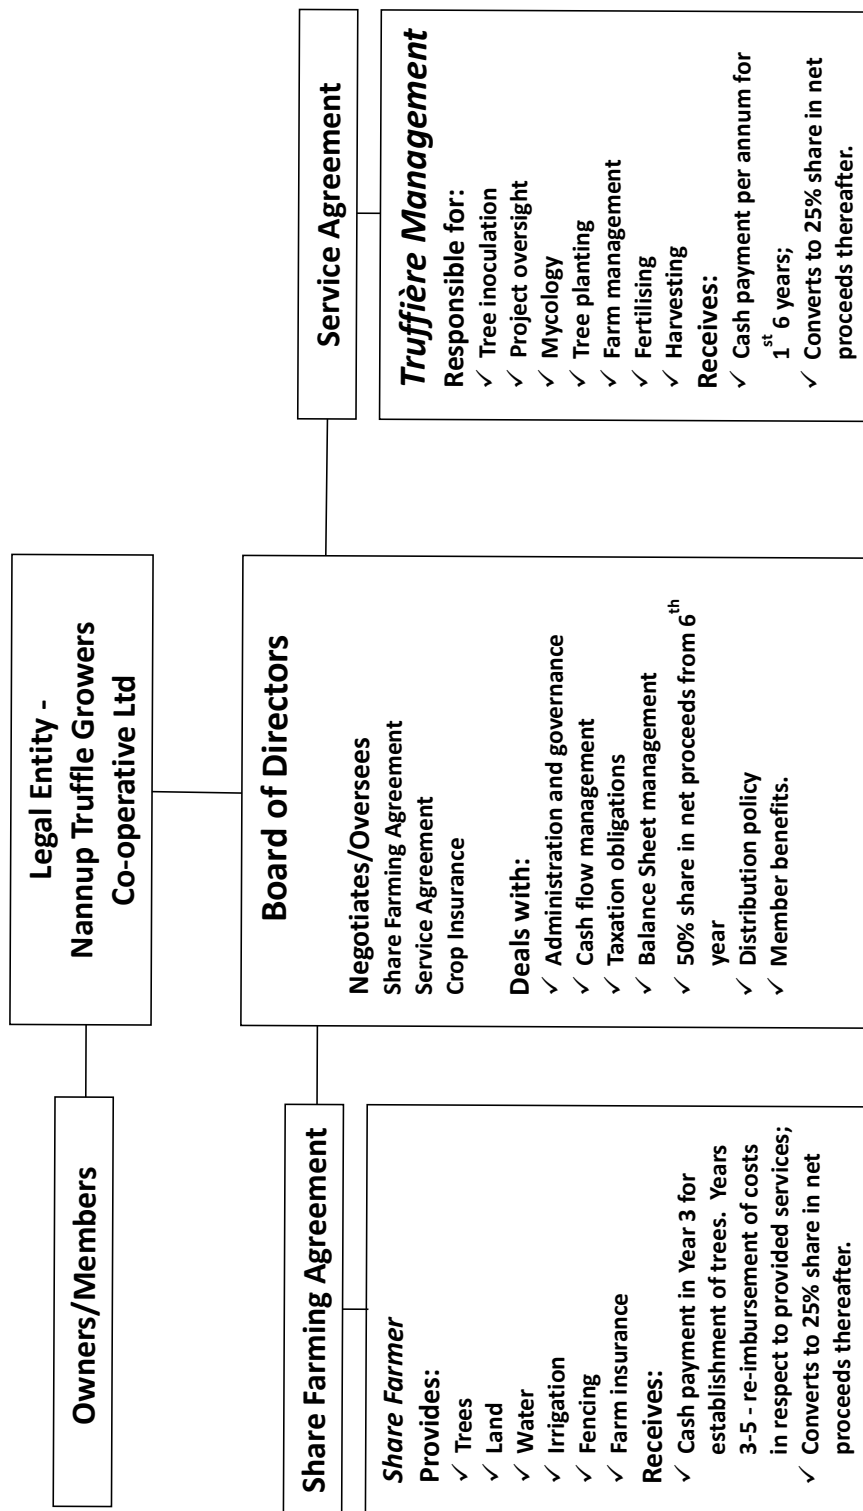 Legal Entity -
Nannup Truffle Growers
Co-operative Ltd
Owners/Members
Share Farming Agreement
Share Farmer
Provides:
✓ Trees
✓ Land
✓ Water
✓ Irrigation
✓ Fencing
✓ Farm insurance
Receives:
✓ Cash payment in Year 3 for
establishment of trees. Years
3-5 - re-imbursement of costs
in respect to provided services;
✓ Converts to 25% share in net
proceeds thereafter.
Board of Directors
Negotiates/Oversees
Share Farming Agreement
Service Agreement
Crop Insurance
Deals with:
✓ Administration and governance
✓ Cash flow management
✓ Taxation obligations
✓ Balance Sheet management
✓ 50% share in net proceeds from 6th
year
✓ Distribution policy
✓ Member benefits.
Service Agreement
Truffière Management
Responsible for:
✓ Tree inoculation
✓ Project oversight
✓ Mycology
✓ Tree planting
✓ Farm management
✓ Fertilising
✓ Harvesting
Receives:
✓ Cash payment per annum for
1st 6 years;
✓ Converts to 25% share in net
proceeds thereafter.